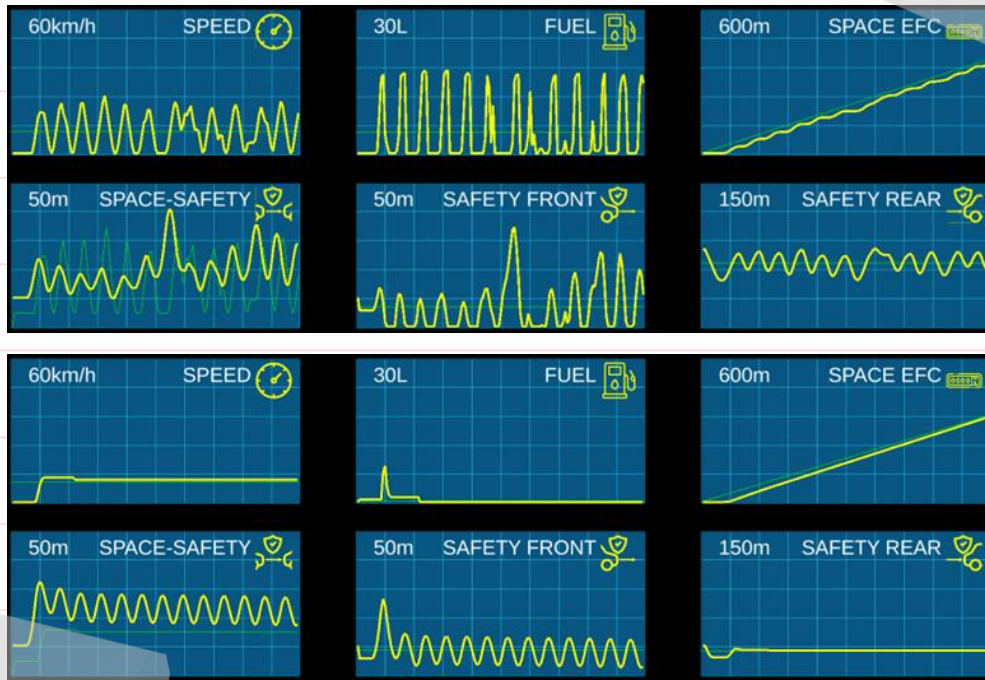 60km/h SPEED
30L FUEL
600m SPACE EFC
50m SPACE-SAFETY
50m SAFETY FRONT
150m SAFETY REAR
60km/h SPEED
30L FUEL
600m SPACE EFC
50m SPACE-SAFETY
50m SAFETY FRONT
150m SAFETY REAR